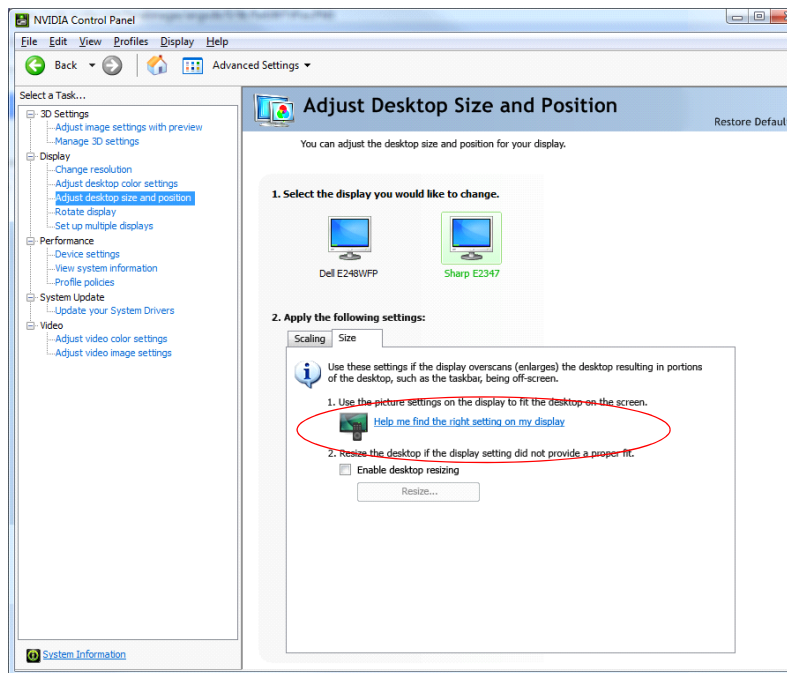 NVIDIA Control Panel
File Edit View Profiles Display Help
Back Advanced Settings
Select a Task...
3D Settings
Adjust image settings with preview
Manage 3D settings
Display
Change resolution
Adjust desktop color settings
Adjust desktop size and position
Rotate display
Set up multiple displays
Performance
Device settings
View system information
Profile policies
System Update
Update your System Drivers
Video
Adjust video color settings
Adjust video image settings
System Information
Adjust Desktop Size and Position
Restore Defaul
You can adjust the desktop size and position for your display.
1. Select the display you would like to change.
Dell E248WFP Sharp E2347
2. Apply the following settings:
Scaling Size
Use these settings if the display overscans (enlarges) the desktop resulting in portions
of the desktop, such as the taskbar, being off-screen.
1. Use the picture settings on the display to fit the desktop on the screen.
Help me find the right setting on my display
2. Resize the desktop if the display setting did not provide a proper fit.
Enable desktop resizing
Resize...